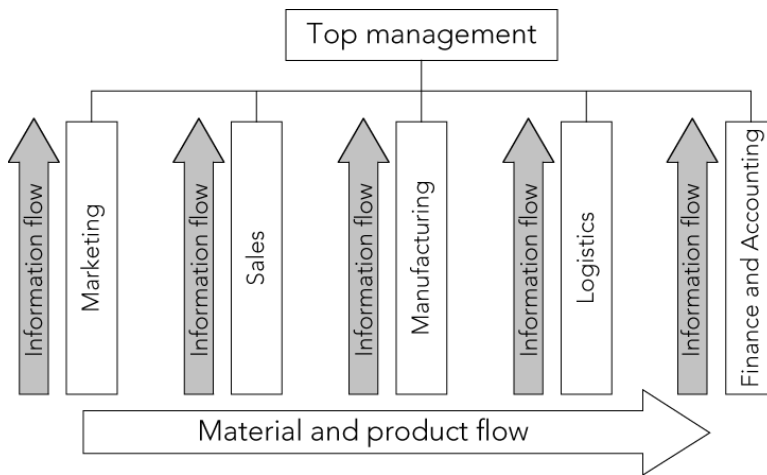 Top management
Information flow
Marketing
Information flow
Sales
Information flow
Manufacturing
Information flow
Logistics
Information flow
Finance and Accounting
Material and product flow